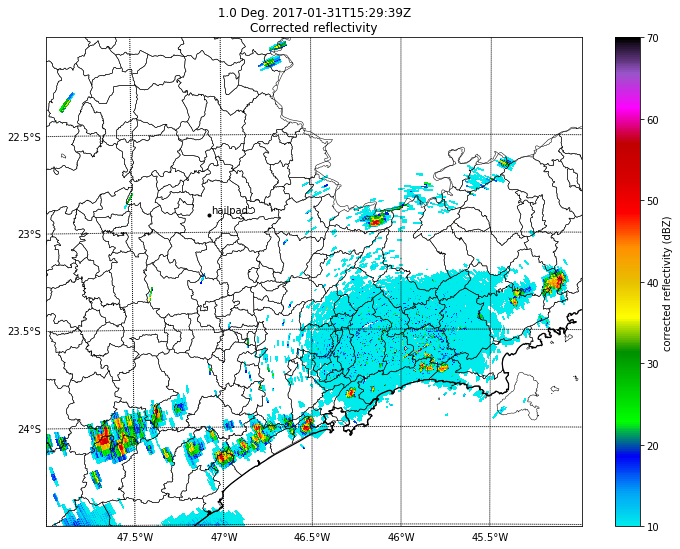 1.0 Deg. 2017-01-31T15:29:39Z
Corrected reflectivity
22.5°S
23°S
23.5°S
24°S
47.5°W
47°W
46.5°W
46°W
45.5°W
hailpad
70
60
50
40
30
20
10
corrected reflectivity (dBZ)